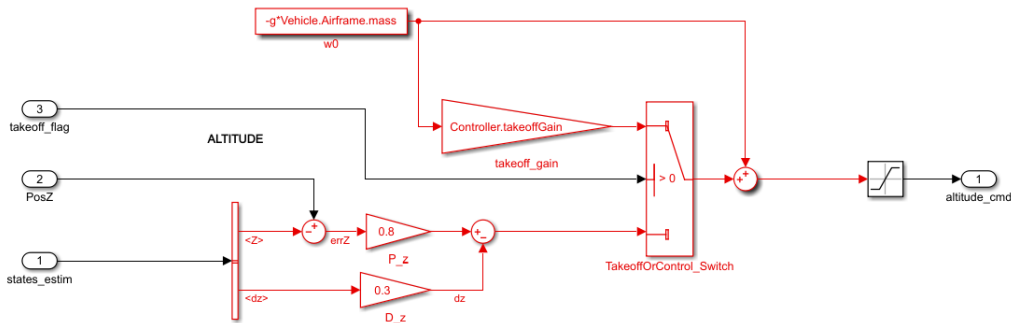 -g*Vehicle.Airframe.mass
w0
3
takeoff_flag
ALTITUDE
Controller.takeoffGain
takeoff_gain
> 0
2
PosZ
+
+
1
altitude_cmd
<Z>
-
+
errZ
0.8
P_z
+
-
TakeoffOrControl_Switch
1
states_estim
<dz>
0.3
dz
D_z